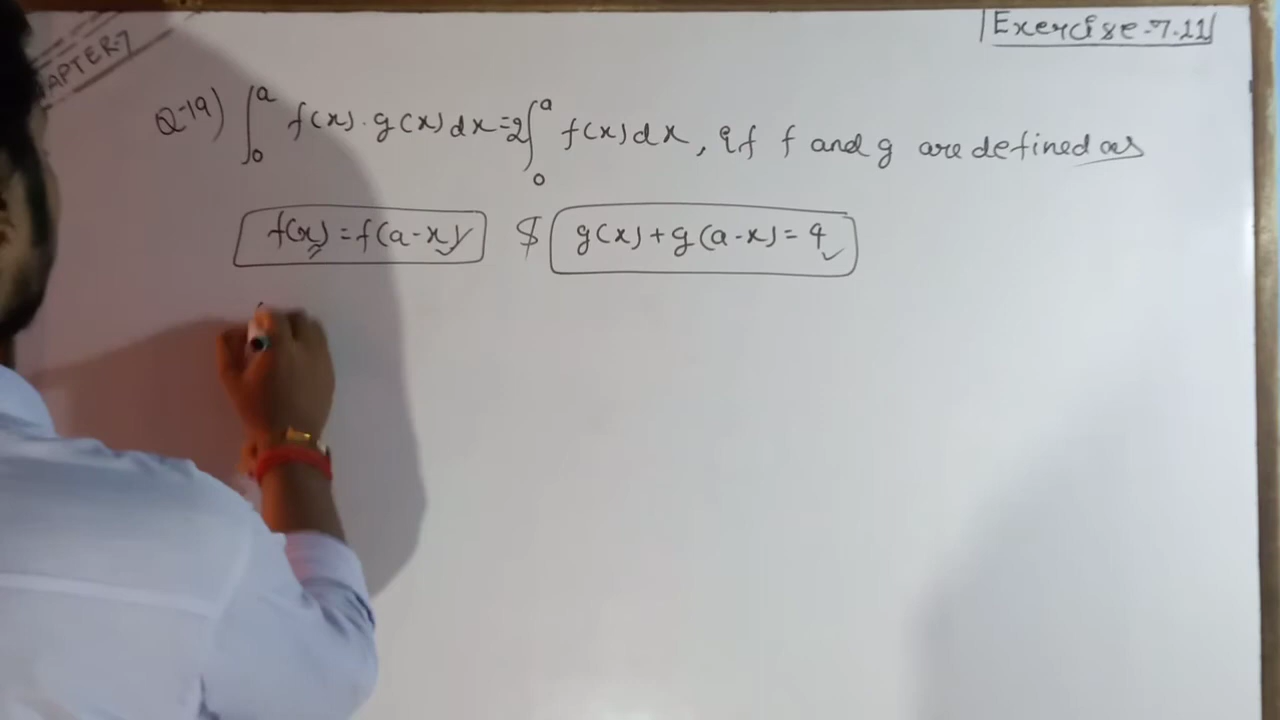 |Exercise-7.11|
APTER-7
Q-19) ∫₀ᵃ f(x).g(x)dx=2∫₀ᵃ f(x)dx, if f and g are defined as
f(x)=f(a-x) $ g(x)+g(a-x)=4